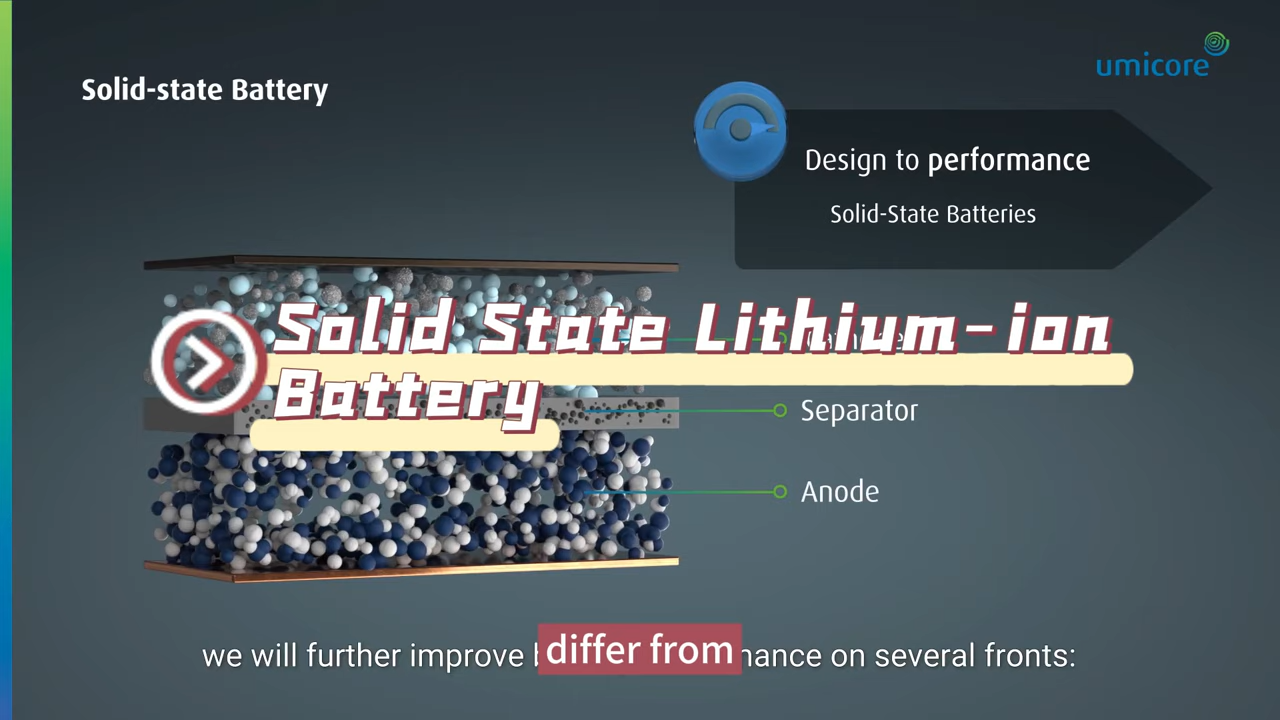 umicore
Solid-state Battery
Design to performance
Solid-State Batteries
Solid State Lithium-ion
Battery
Separator
Anode
we will further improve
differ from
on several fronts: